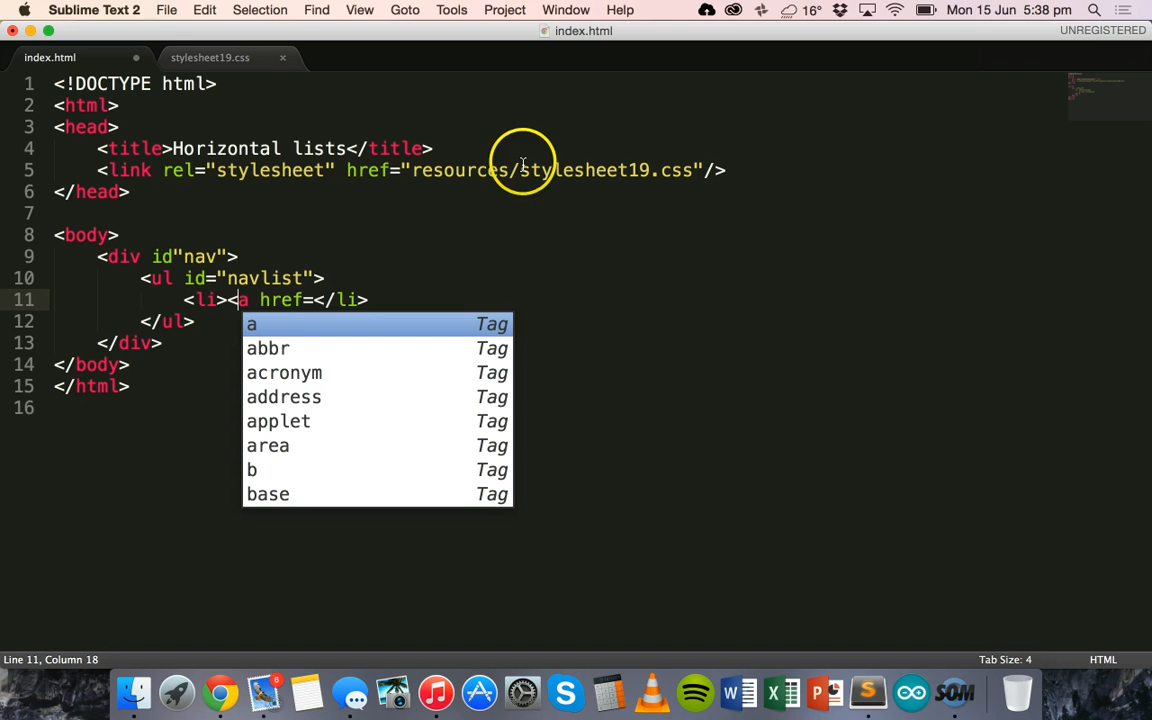 Sublime Text 2 File Edit Selection Find View Goto Tools Project Window Help 16° Mon 15 Jun 5:38 pm
index.html UNREGISTERED
index.html stylesheet19.css ×
1 <!DOCTYPE html>
2 <html>
3 <head>
4 <title>Horizontal lists</title>
5 <link rel="stylesheet" href="resources/stylesheet19.css"/>
6 </head>
7
8 <body>
9 <div id"nav">
10 <ul id="navlist">
11 <li><a href=</li>
12 </ul>
13 </div>
14 </body>
15 </html>
16
a Tag
abbr Tag
acronym Tag
address Tag
applet Tag
area Tag
b Tag
base Tag
Line 11, Column 18 Tab Size: 4 HTML
6 W X P S SOM